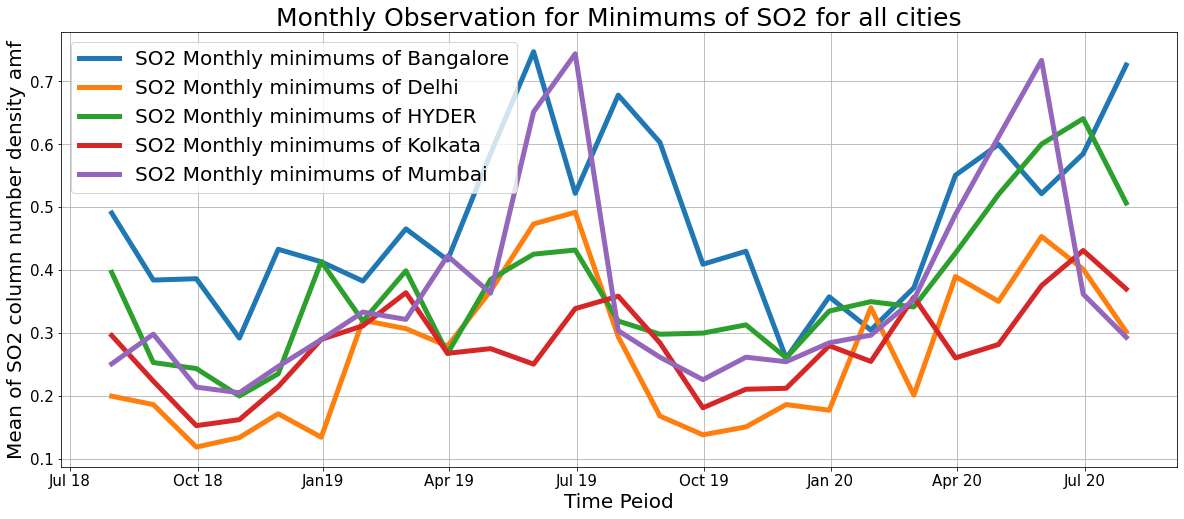 Monthly Observation for Minimums of SO2 for all cities
SO2 Monthly minimums of Bangalore
SO2 Monthly minimums of Delhi
SO2 Monthly minimums of HYDER
SO2 Monthly minimums of Kolkata
SO2 Monthly minimums of Mumbai
Mean of SO2 column number density amf
0.7
0.6
0.5
0.4
0.3
0.2
0.1
Jul 18 Oct 18 Jan19 Apr 19 Jul 19 Oct 19 Jan 20 Apr 20 Jul 20
Time Peiod